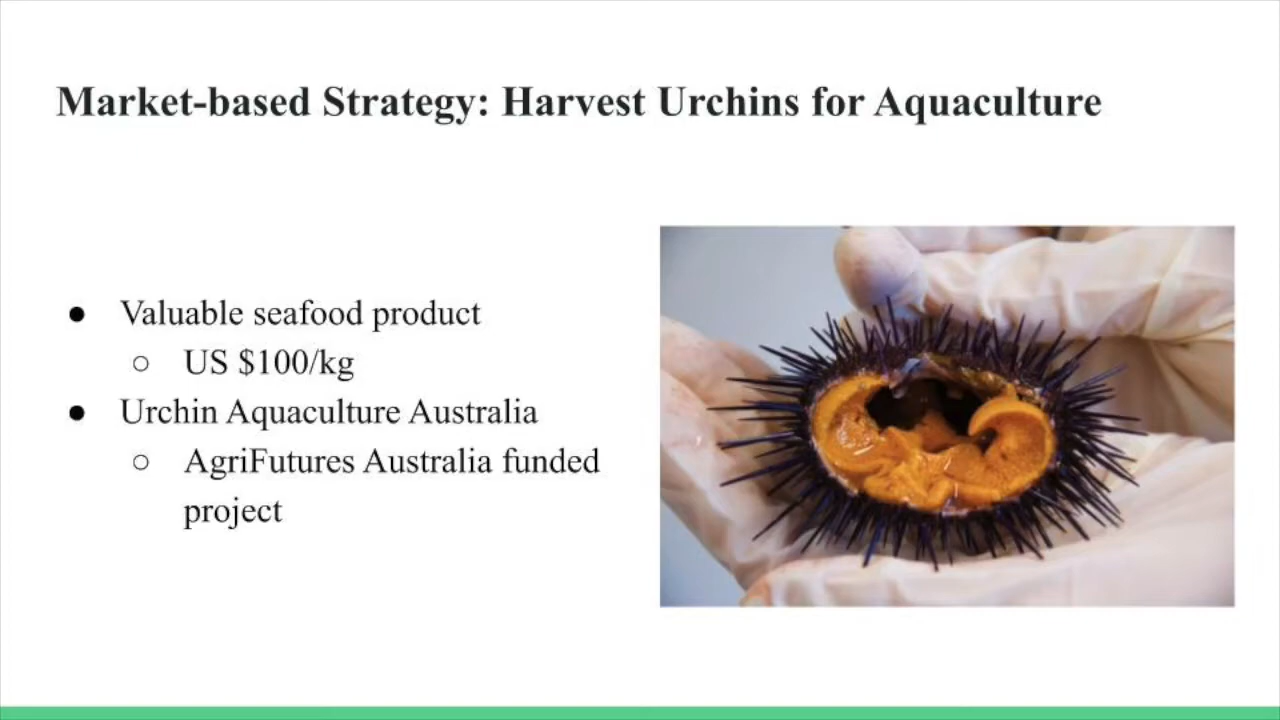 Market-based Strategy: Harvest Urchins for Aquaculture
● Valuable seafood product
○ US $100/kg
● Urchin Aquaculture Australia
○ AgriFutures Australia funded
project